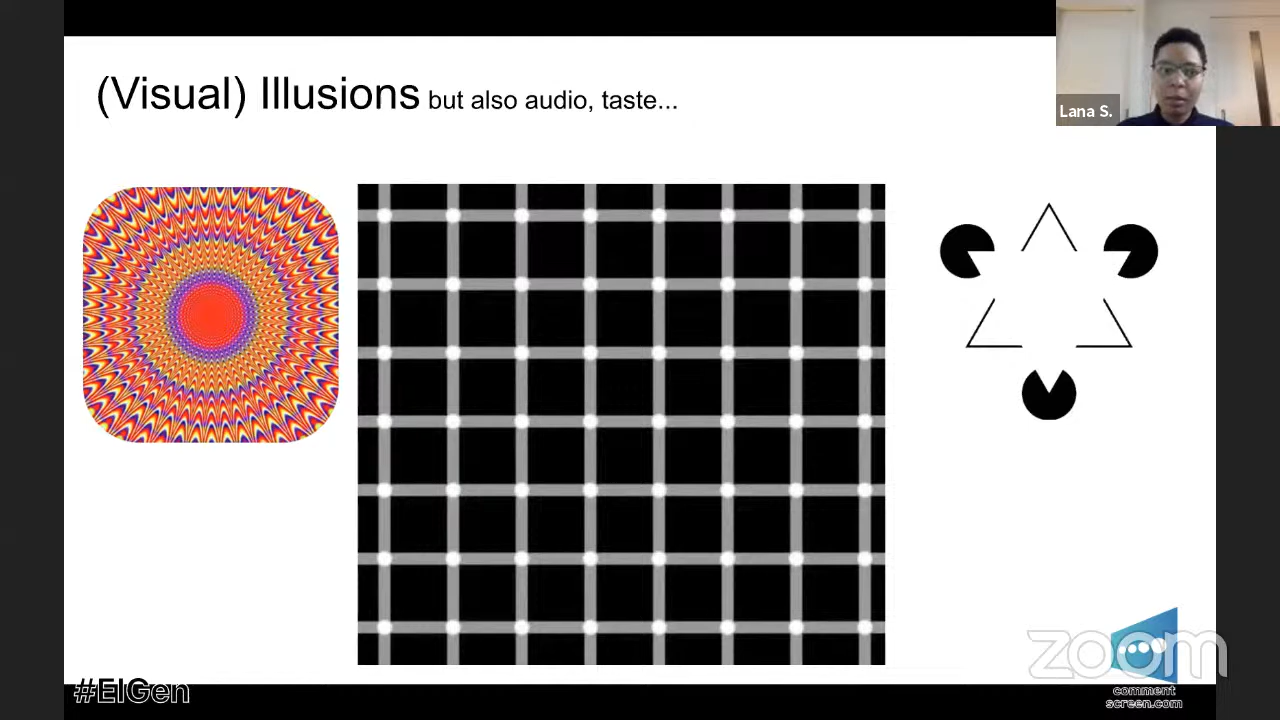 (Visual) Illusions but also audio, taste...
Lana S.
#EIGen
zoom
comment
screen.com